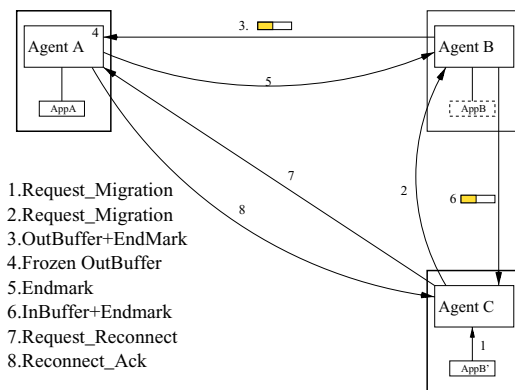 3.
4
Agent A
Agent B
5
AppA
AppB
7
1.Request_Migration
2.Request_Migration
3.OutBuffer+EndMark
4.Frozen OutBuffer
5.Endmark
6.InBuffer+Endmark
7.Request_Reconnect
8.Reconnect_Ack
2
6
8
Agent C
1
AppB'